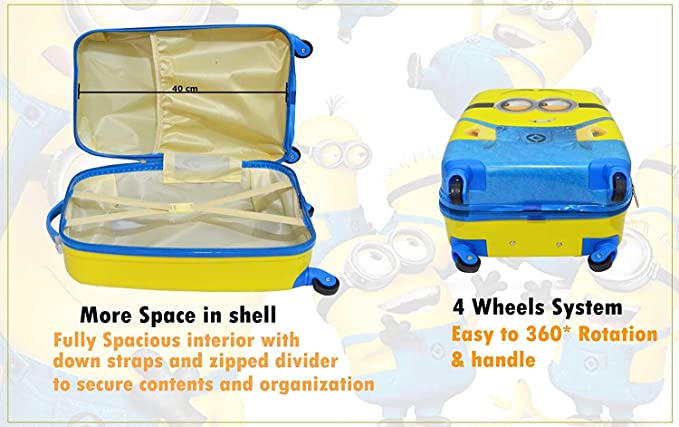 40 cm
More Space in shell
Fully Spacious interior with
down straps and zipped divider
to secure contents and organization
4 Wheels System
Easy to 360* Rotation
& handle